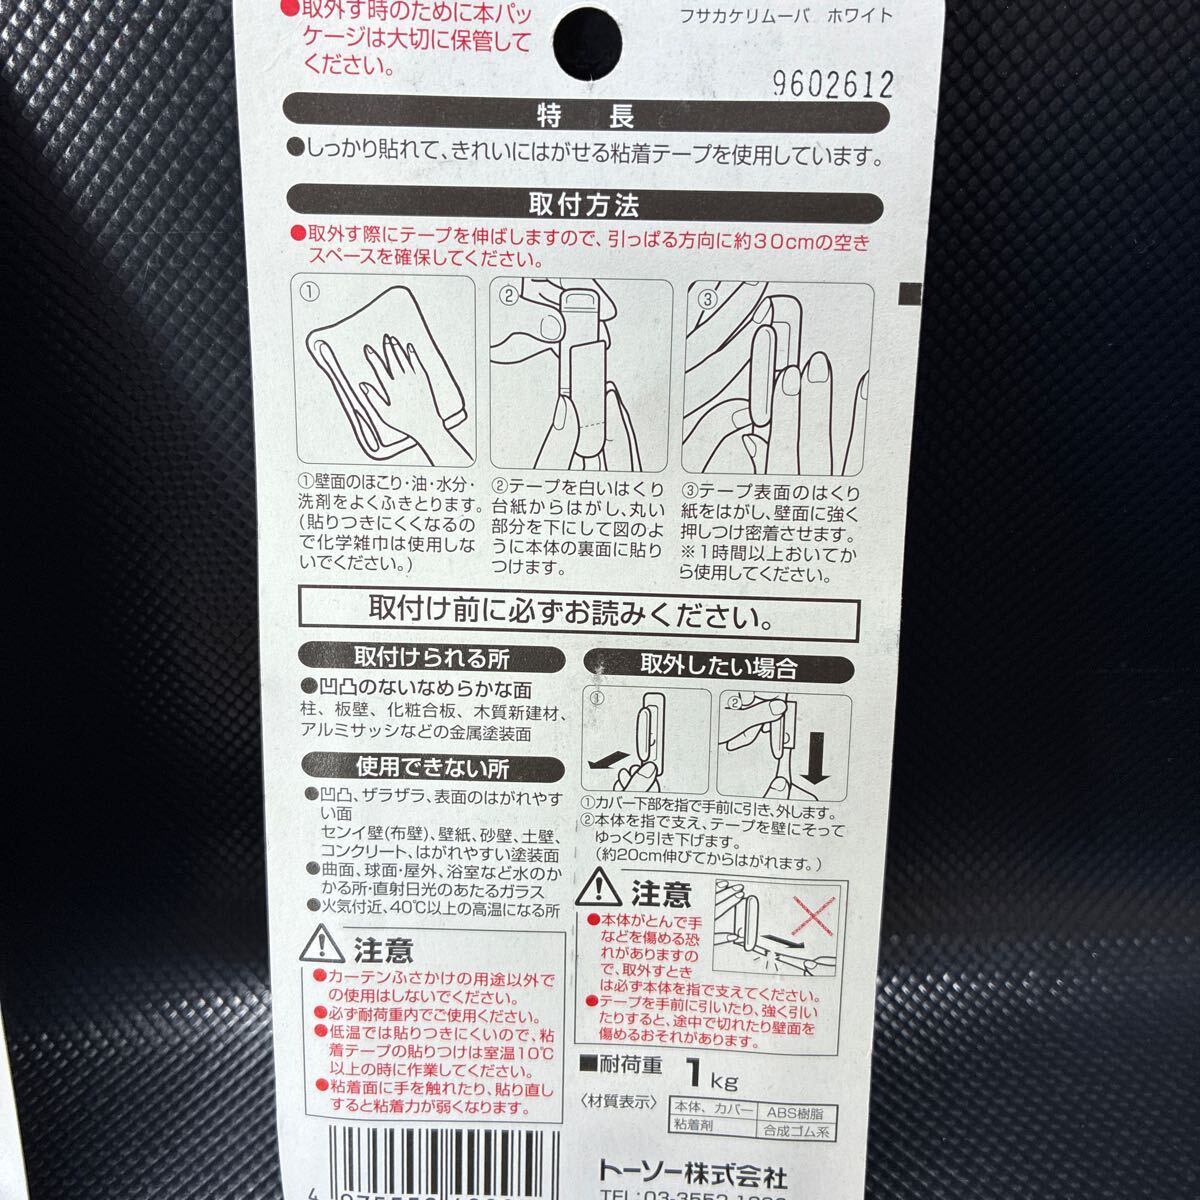 ●取外す時のために本パッ
ケージは大切に保管して
ください。
フサカケリムーバ ホワイト
9602612
特 長
●しっかり貼れて、きれいにはがせる粘着テープを使用しています。
取付方法
●取外す際にテープを伸ばしますので、引っぱる方向に約30cmの空き
スペースを確保してください。
①
②
③
①壁面のほこり・油・水分・
洗剤をよくふきとります。
(貼りつきにくくなるの
で化学雑巾は使用しな
いでください。)
②テープを白いはくり
台紙からはがし、丸い
部分を下にして図のよ
うに本体の裏面に貼り
つけます。
③テープ表面のはくり
紙をはがし、壁面に強く
押しつけ密着させます。
※1時間以上おいてか
ら使用してください。
取付け前に必ずお読みください。
取付けられる所
●凹凸のないなめらかな面
柱、板壁、化粧合板、木質新建材、
アルミサッシなどの金属塗装面
使用できない所
●凹凸、ザラザラ、表面のはがれやす
い面
センイ壁(布壁)、壁紙、砂壁、土壁、
コンクリート、はがれやすい塗装面
●曲面、球面・屋外、浴室など水のか
かる所・直射日光のあたるガラス
●火気付近、40℃以上の高温になる所
注意
●カーテンふさかけの用途以外で
の使用はしないでください。
●必ず耐荷重内でご使用ください。
●低温では貼りつきにくいので、粘
着テープの貼りつけは室温10℃
以上の時に作業してください。
●粘着面に手を触れたり、貼り直し
すると粘着力が弱くなります。
取外したい場合
①
②
①カバー下部を指で手前に引き、外します。
②本体を指で支え、テープを壁にそって
ゆっくり引き下げます。
(約20cm伸びてからはがれます。)
注意
●本体がとんで手
などを傷める恐
れがありますの
で、取外すとき
は必ず本体を指で支えてください。
●テープを手前に引いたり、強く引い
たりすると、途中で切れたり壁面を
傷めるおそれがあります。
■耐荷重 1kg
〈材質表示〉
本体、カバー ABS樹脂
粘着剤 合成ゴム系
トーソー株式会社